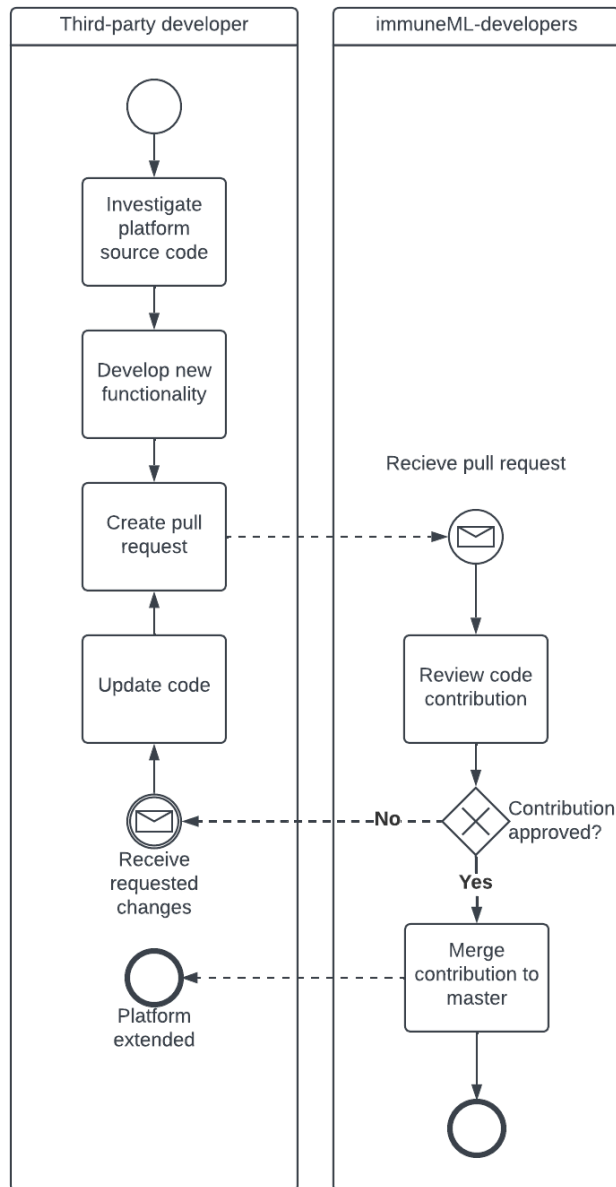 Third-party developer
immuneML-developers
Investigate
platform
source code
Develop new
functionality
Recieve pull request
Create pull
request
Update code
Review code
contribution
No
Contribution
approved?
Receive
requested
changes
Yes
Merge
contribution to
master
Platform
extended